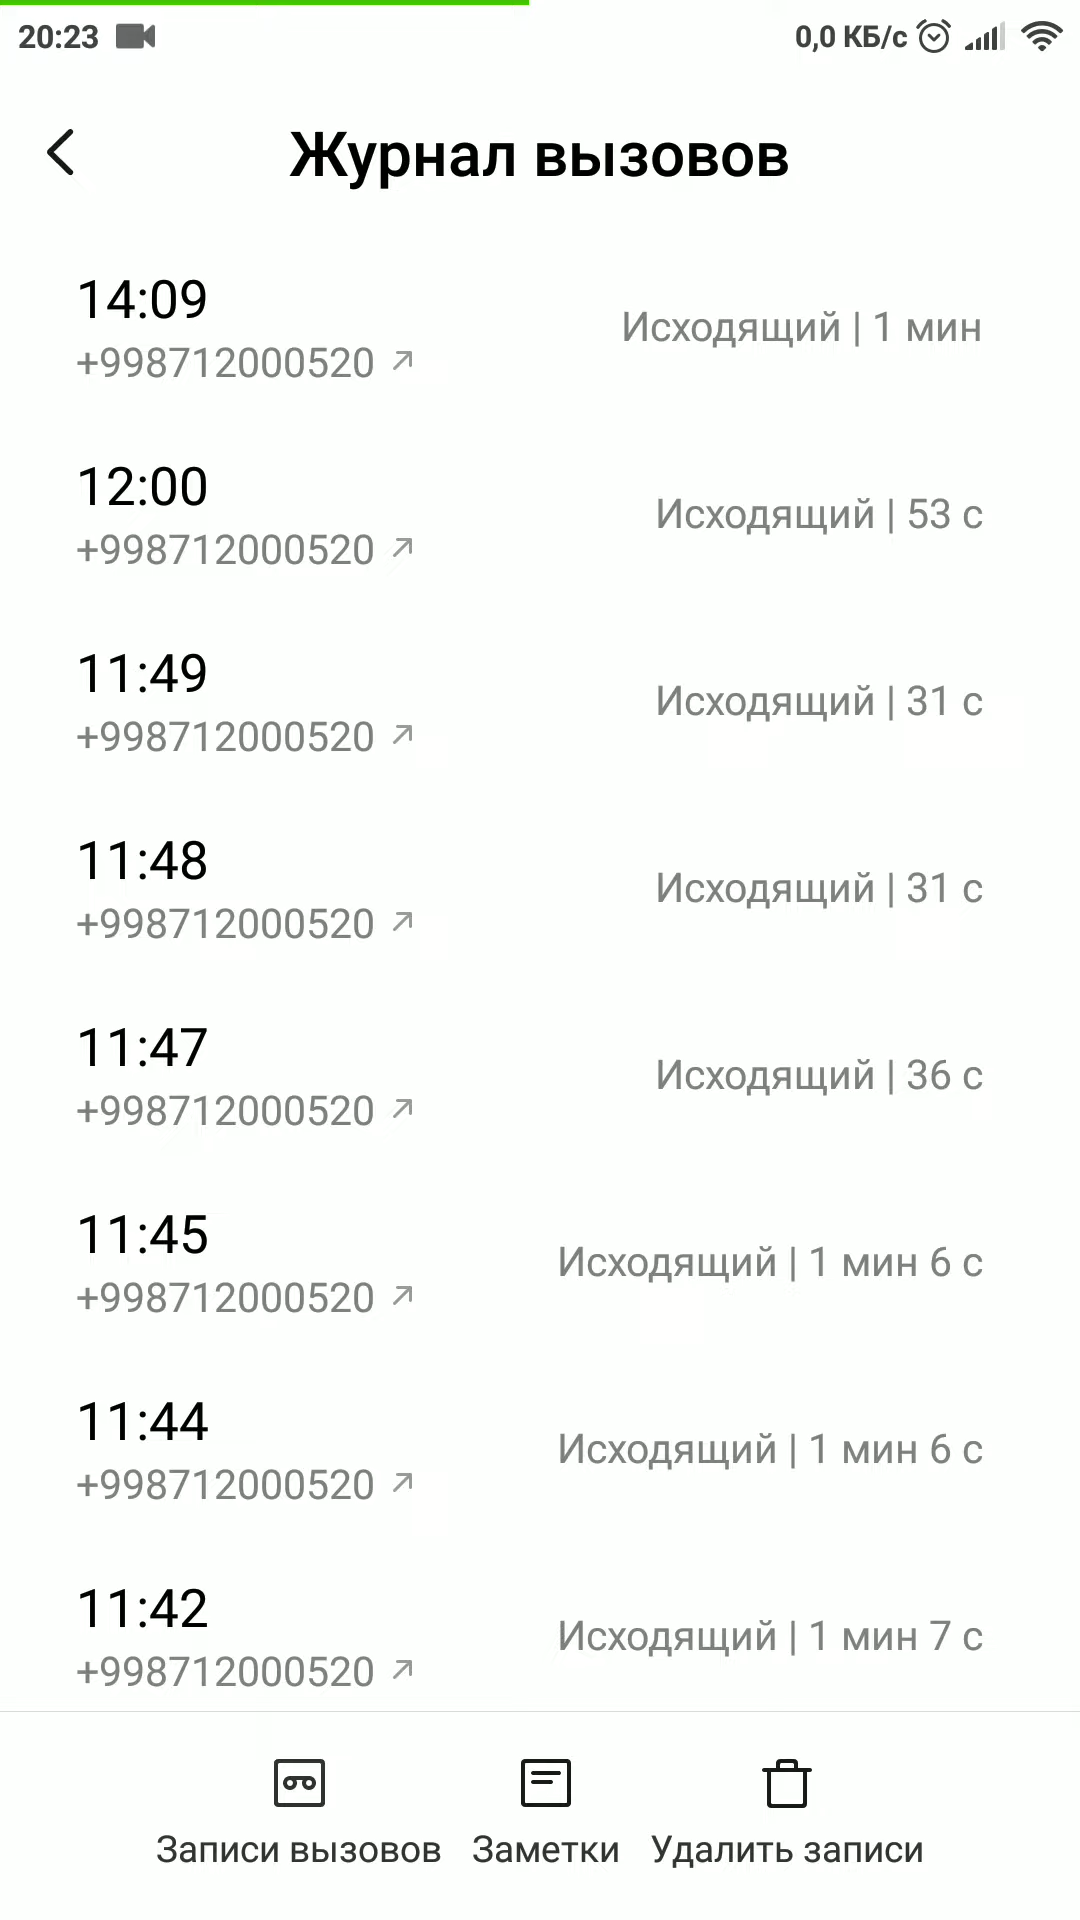 20:23 0,0 КБ/с
Журнал вызовов
14:09
Исходящий | 1 мин
+998712000520
12:00
Исходящий | 53 с
+998712000520
11:49
Исходящий | 31 с
+998712000520
11:48
Исходящий | 31 с
+998712000520
11:47
Исходящий | 36 с
+998712000520
11:45
Исходящий | 1 мин 6 с
+998712000520
11:44
Исходящий | 1 мин 6 с
+998712000520
11:42
Исходящий | 1 мин 7 с
+998712000520
Записи вызовов Заметки Удалить записи